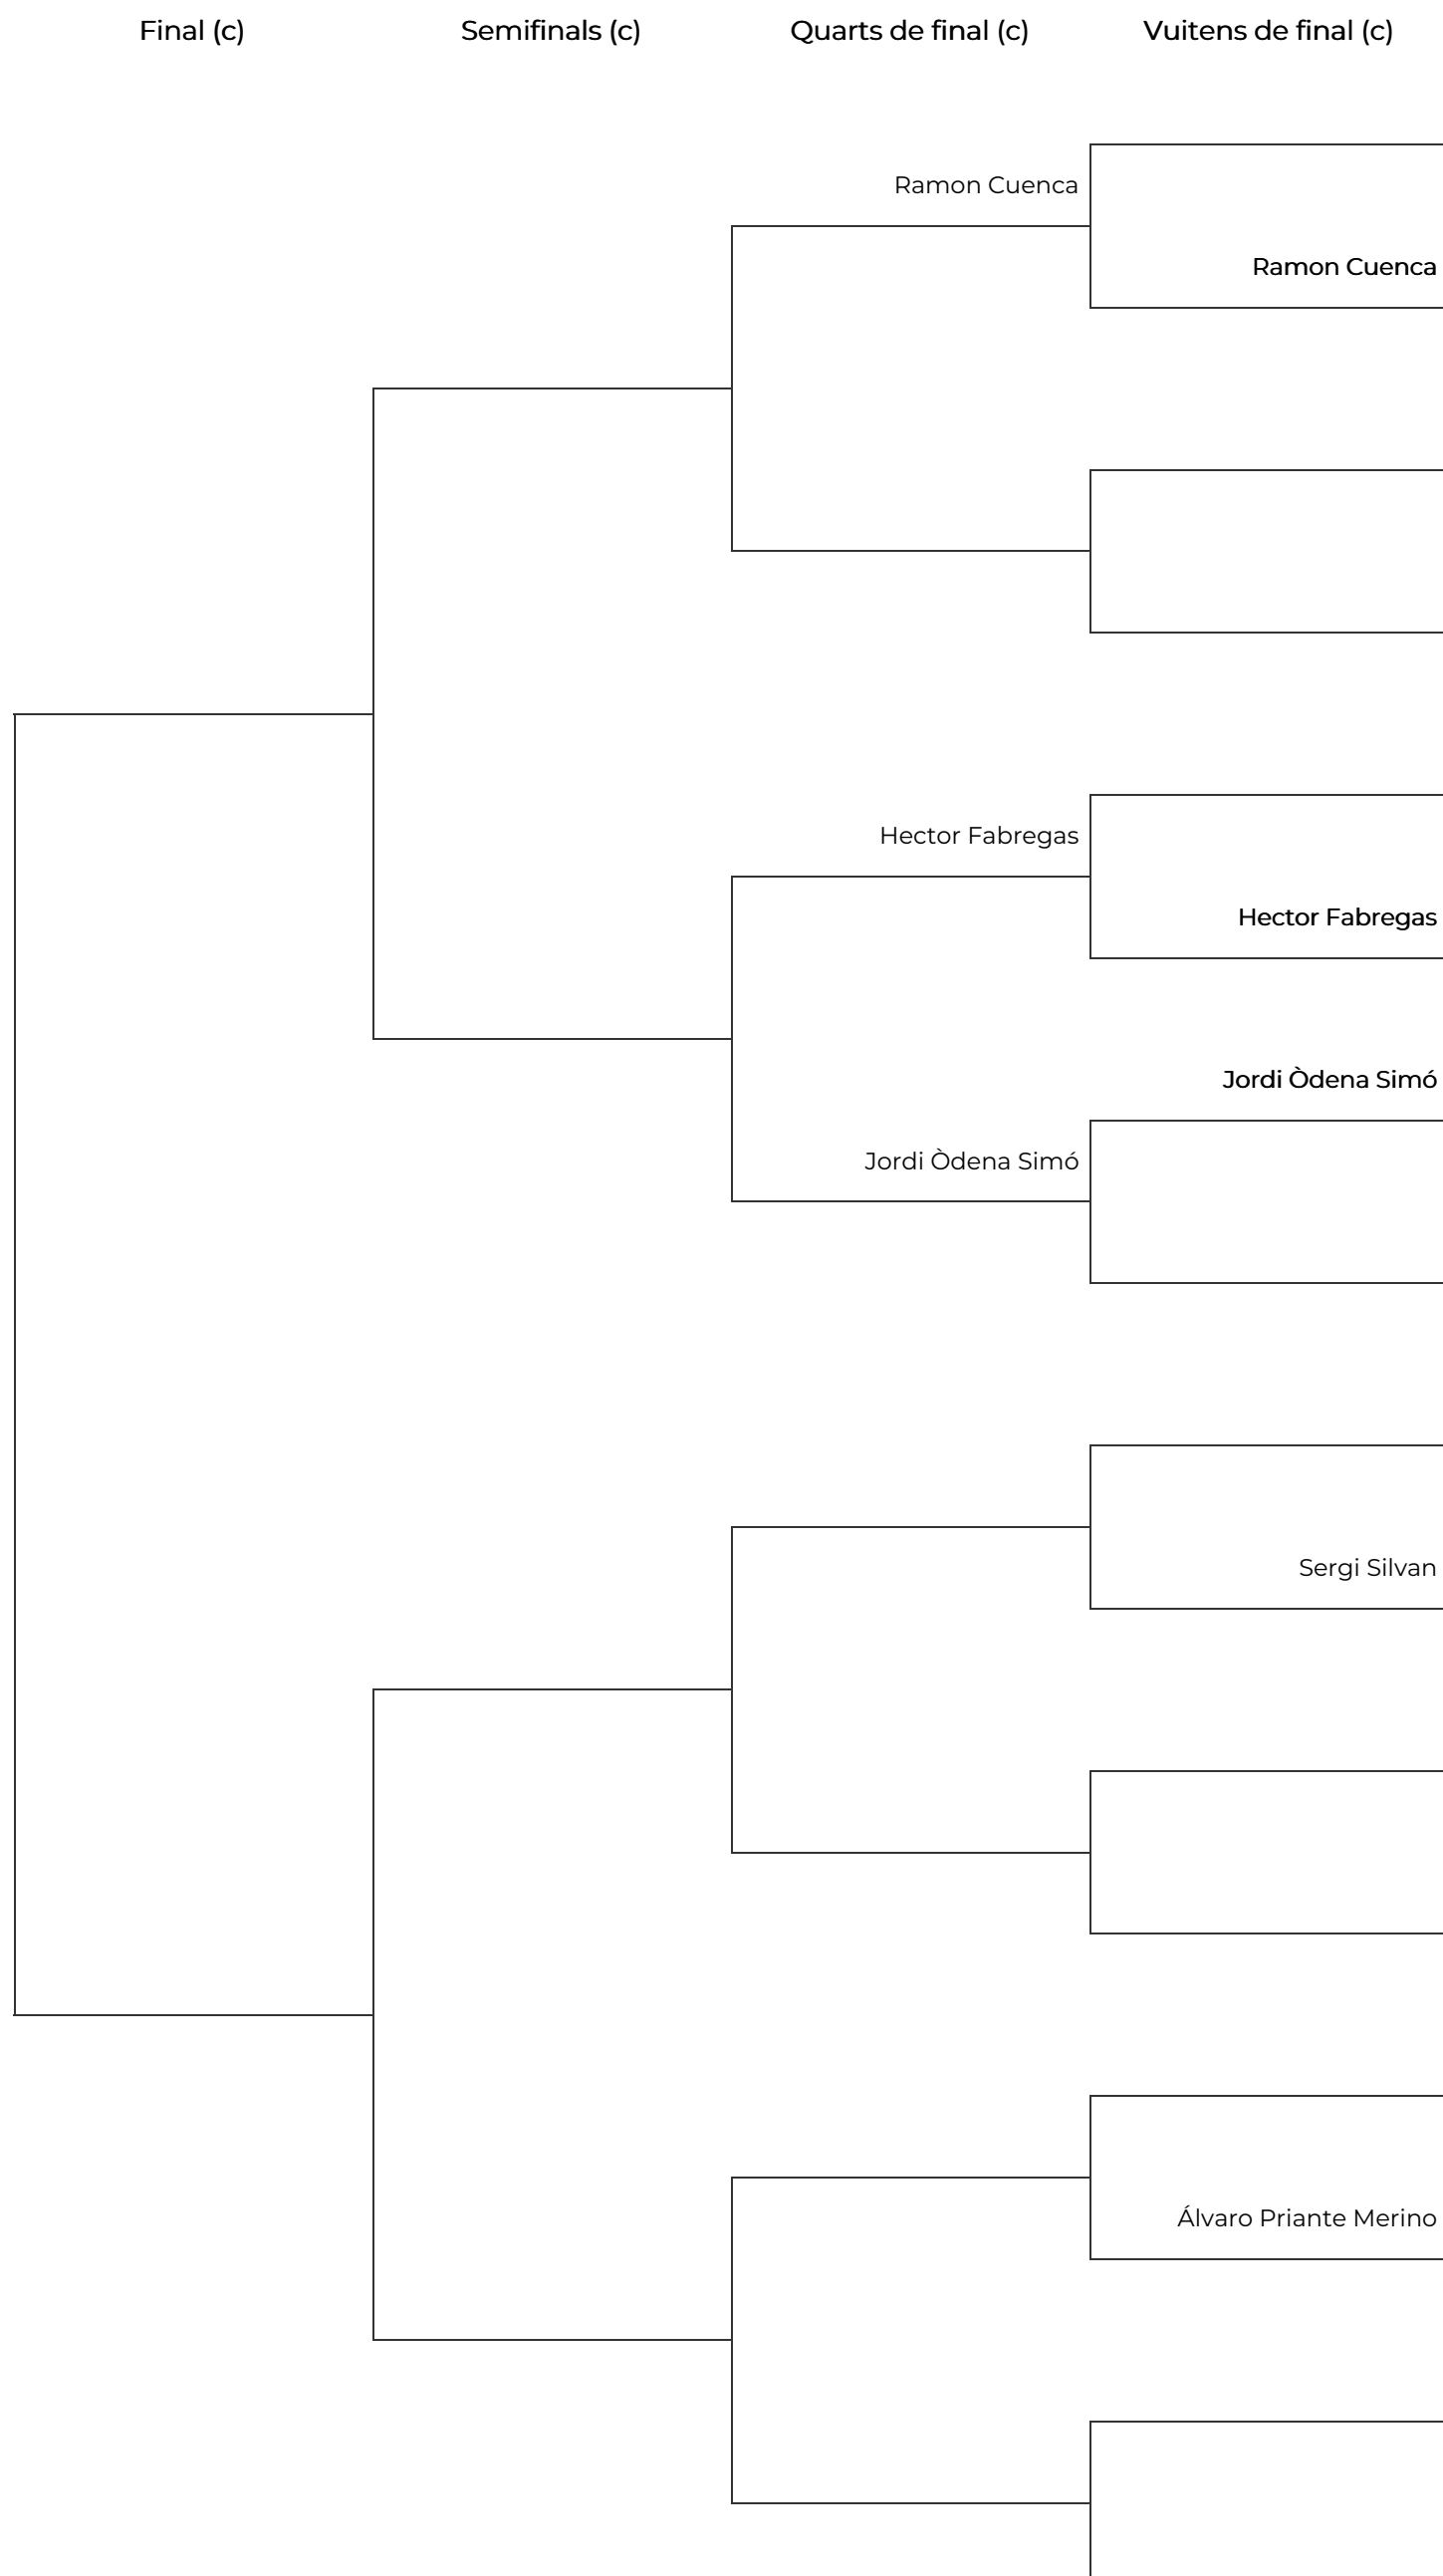 Final (c)
Semifinals (c)
Quarts de final (c)
Vuitens de final (c)
Ramon Cuenca
Ramon Cuenca
Hector Fabregas
Hector Fabregas
Jordi Òdena Simó
Jordi Òdena Simó
Sergi Silvan
Álvaro Priante Merino